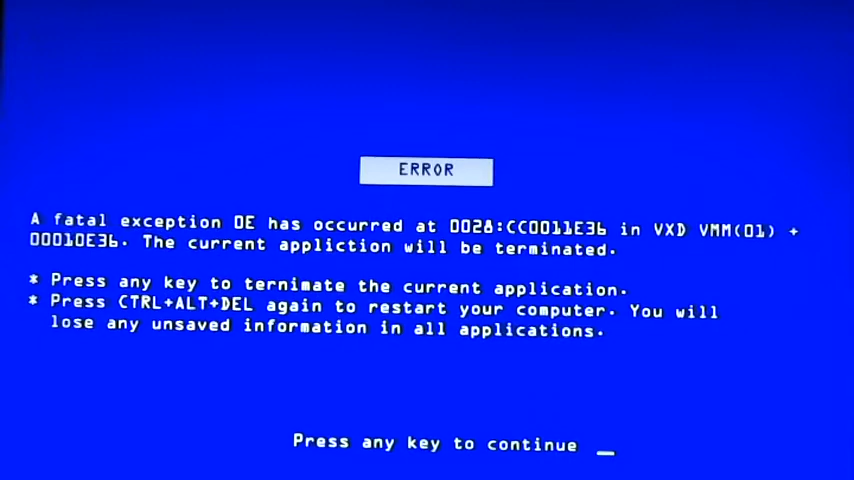 ERROR
A fatal exception 0E has occurred at 0028:CC0011E36 in VXD VMM(01) +
00010E36. The current appliction will be terminated.
* Press any key to ternimate the current application.
* Press CTRL+ALT+DEL again to restart your computer. You will
lose any unsaved information in all applications.
Press any key to continue _